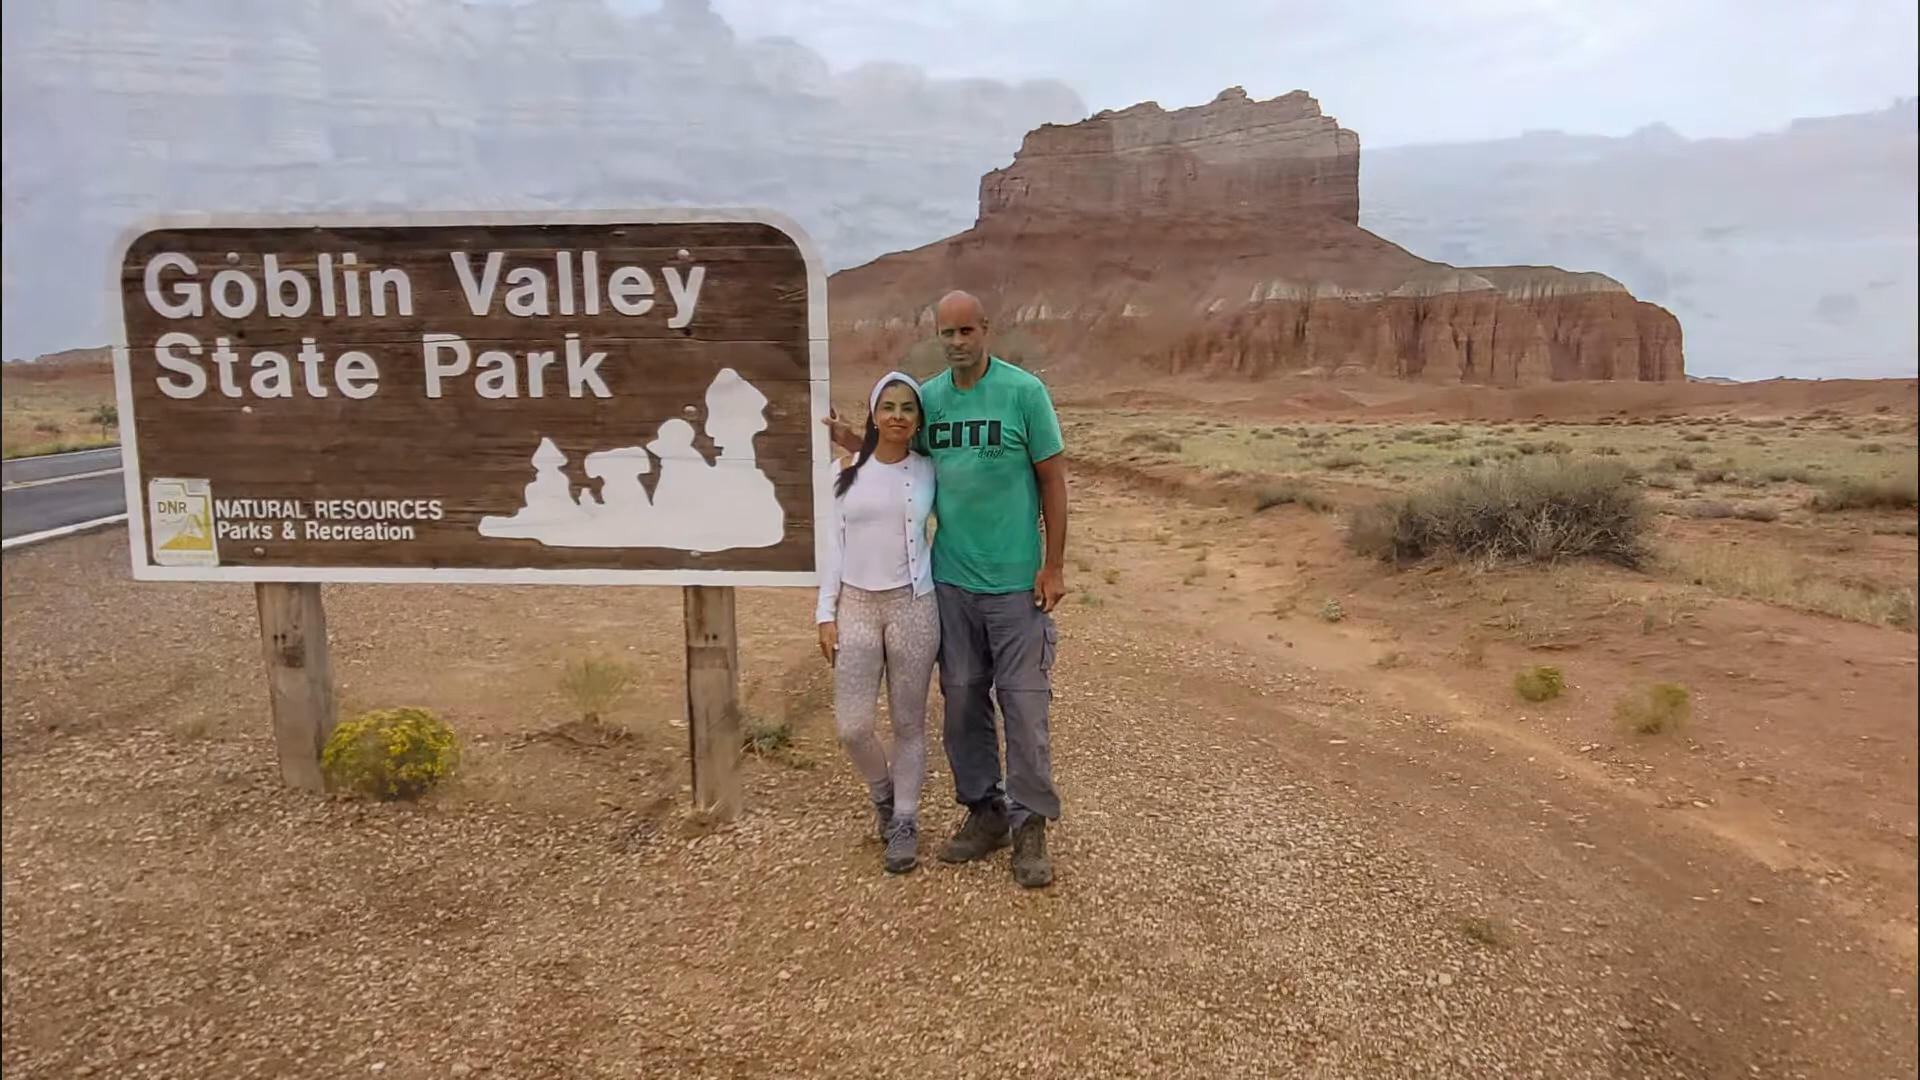 Goblin Valley
State Park
DNR
NATURAL RESOURCES
Parks & Recreation
CITI